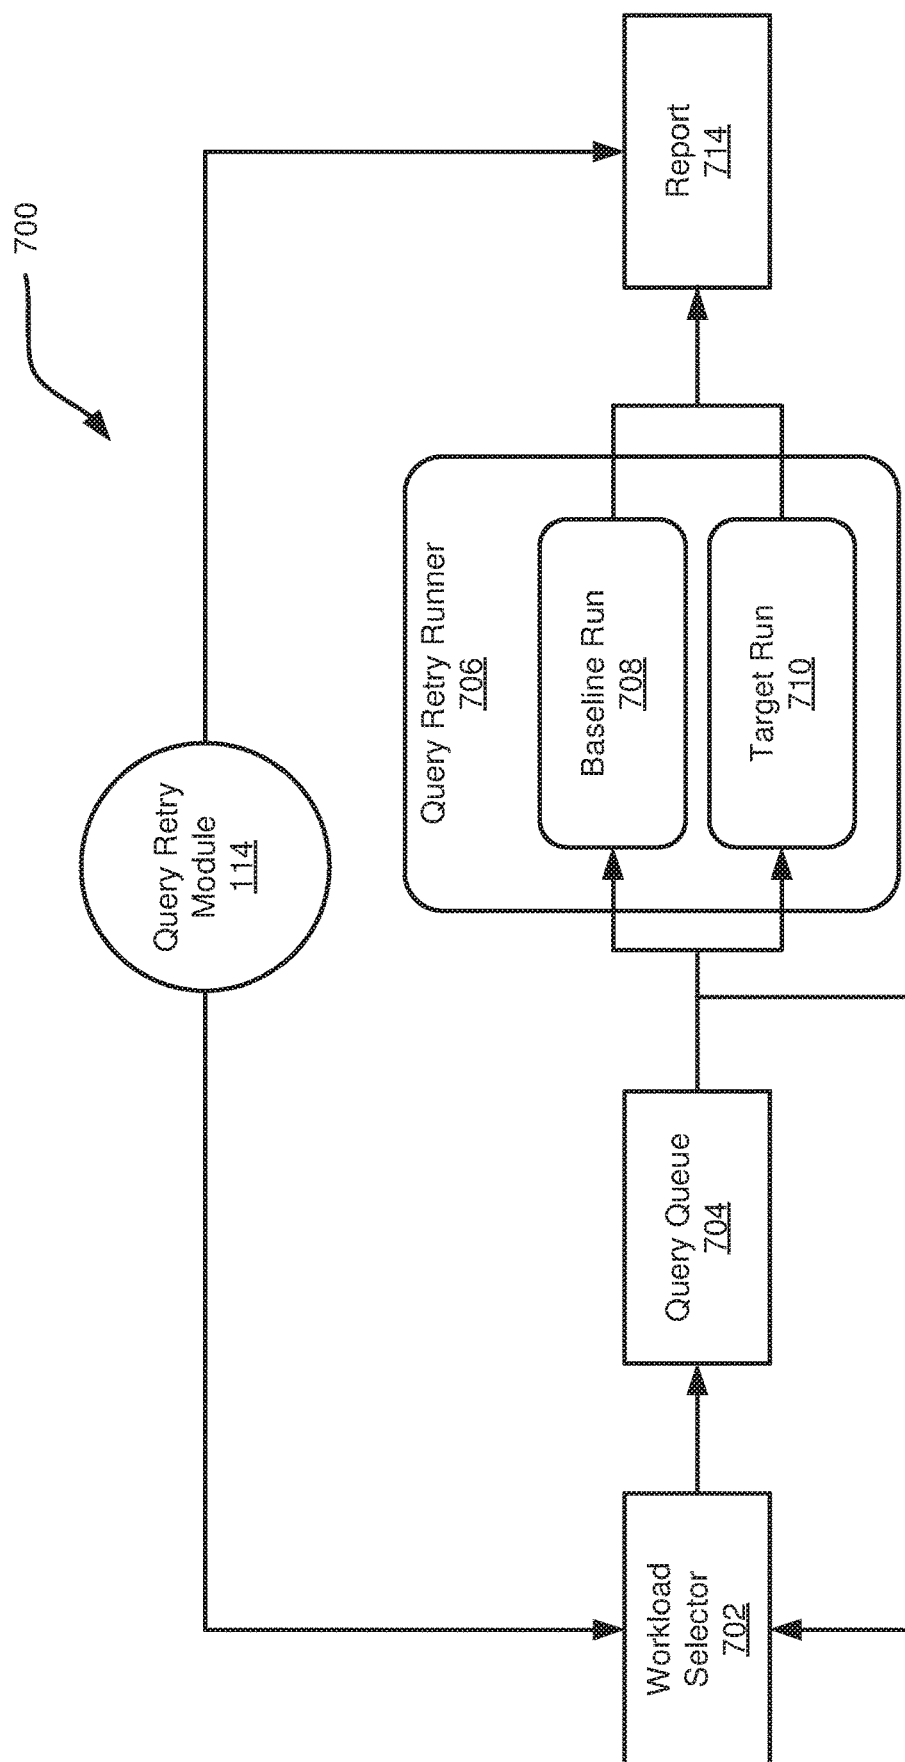 700
Query Retry
Module
114
Workload
Selector
702
Query Queue
704
Query Retry Runner
706
Baseline Run
708
Target Run
710
Report
714